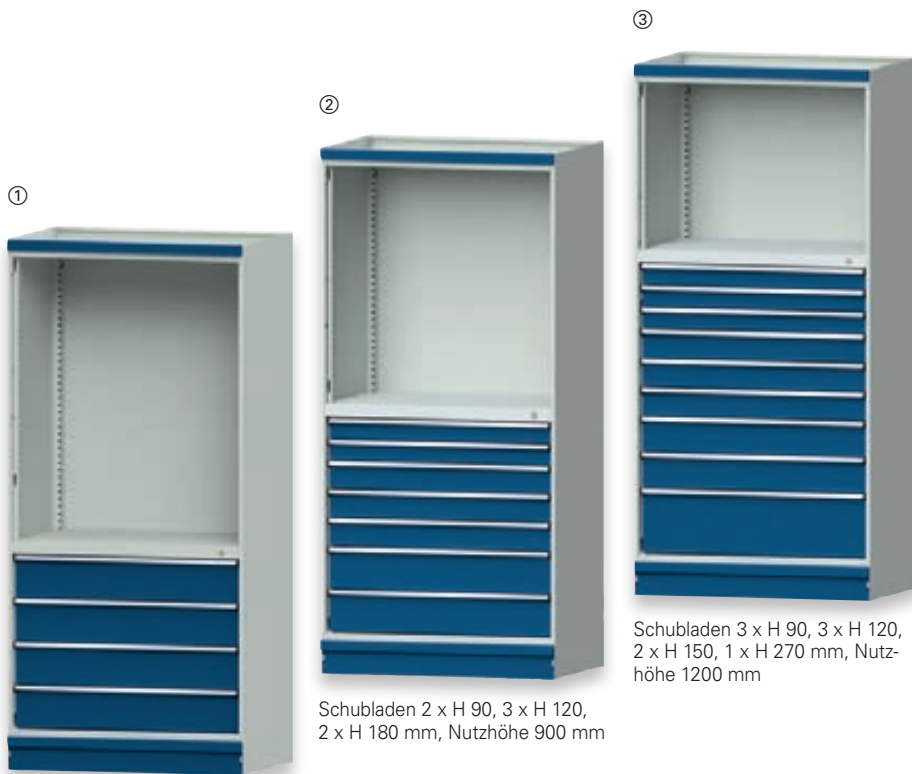 ①
②
③
Schubladen 2 x H 90, 3 x H 120,
2 x H 180 mm, Nutzhöhe 900 mm
Schubladen 3 x H 90, 3 x H 120,
2 x H 150, 1 x H 270 mm, Nutz-
höhe 1200 mm